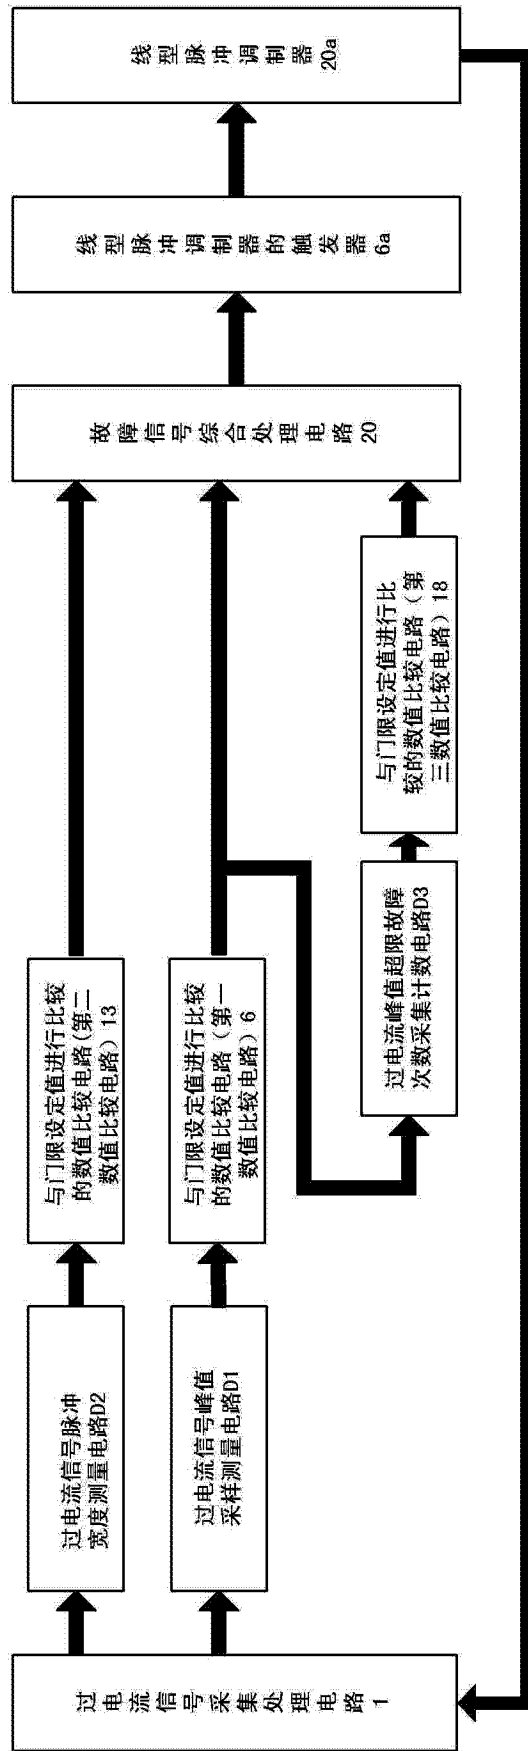 过电流信号采集处理电路1
过电流信号脉冲
宽度测量电路D2
过电流信号峰值
采样测量电路D1
与门限设定值进行比较
的数值比较电路(第二
数值比较电路) 13
与门限设定值进行比较
的数值比较电路（第一
数值比较电路）6
过电流峰值超限故障
次数采集计数电路D3
与门限设定值进行比
较的数值比较电路（第
三数值比较电路）18
故障信号综合处理电路20
线型脉冲调制器的触发器6a
线型脉冲调制器20a